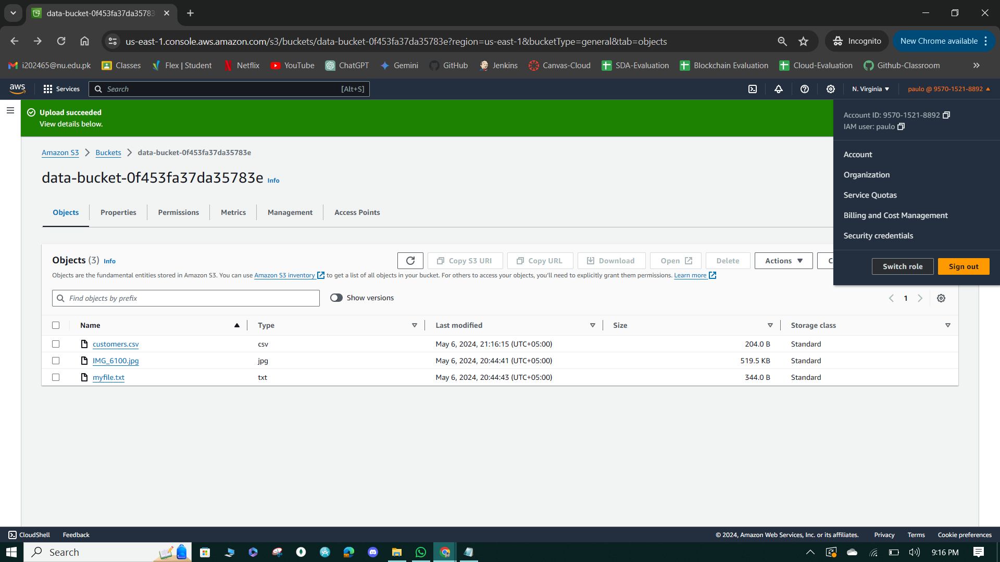 data-bucket-0f453fa37da35783
us-east-1.console.aws.amazon.com/s3/buckets/data-bucket-0f453fa37da35783e?region=us-east-1&bucketType=general&tab=objects
Incognito
New Chrome available
i202465@nu.edu.pk
Classes
Flex | Student
Netflix
YouTube
ChatGPT
Gemini
GitHub
Jenkins
Canvas-Cloud
SDA-Evaluation
Blockchain Evaluation
Cloud-Evaluation
Github-Classroom
aws
Services
Search
[Alt+S]
N. Virginia
paulo @ 9570-1521-8892
Upload succeeded
View details below.
Account ID: 9570-1521-8892
IAM user: paulo
Account
Organization
Service Quotas
Billing and Cost Management
Security credentials
Switch role
Sign out
Amazon S3
Buckets
data-bucket-0f453fa37da35783e
data-bucket-0f453fa37da35783e Info
Objects
Properties
Permissions
Metrics
Management
Access Points
Objects (3) Info
Copy S3 URI
Copy URL
Download
Open
Delete
Actions
C
Objects are the fundamental entities stored in Amazon S3. You can use Amazon S3 inventory to get a list of all objects in your bucket. For others to access your objects, you'll need to explicitly grant them permissions. Learn more
Find objects by prefix
Show versions
1
Name Type Last modified Size Storage class
customers.csv csv May 6, 2024, 21:16:15 (UTC+05:00) 204.0 B Standard
IMG_6100.jpg jpg May 6, 2024, 20:44:41 (UTC+05:00) 519.5 KB Standard
myfile.txt txt May 6, 2024, 20:44:43 (UTC+05:00) 344.0 B Standard
CloudShell
Feedback
© 2024, Amazon Web Services, Inc. or its affiliates.
Privacy
Terms
Cookie preferences
Search
9:16 PM